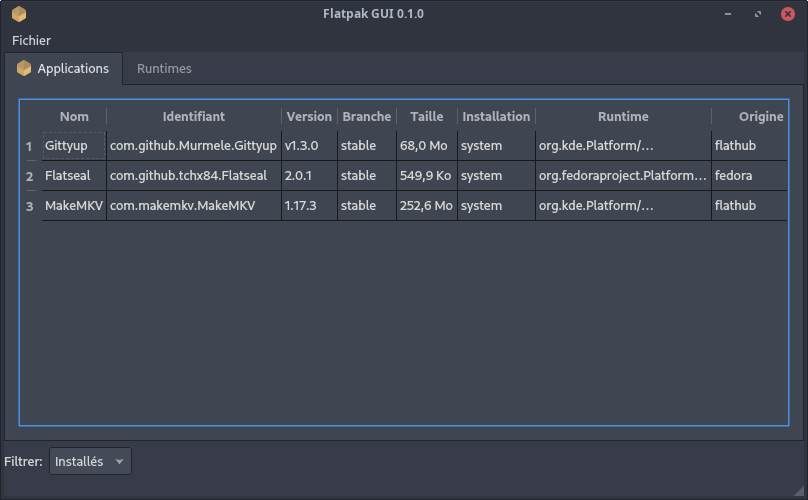 Flatpak GUI 0.1.0
Fichier
Applications Runtimes
Nom Identifiant Version Branche Taille Installation Runtime Origine
1 Gittyup com.github.Murmele.Gittyup v1.3.0 stable 68,0 Mo system org.kde.Platform/... flathub
2 Flatseal com.github.tchx84.Flatseal 2.0.1 stable 549,9 Ko system org.fedoraproject.Platform... fedora
3 MakeMKV com.makemkv.MakeMKV 1.17.3 stable 252,6 Mo system org.kde.Platform/... flathub
Filtrer: Installés